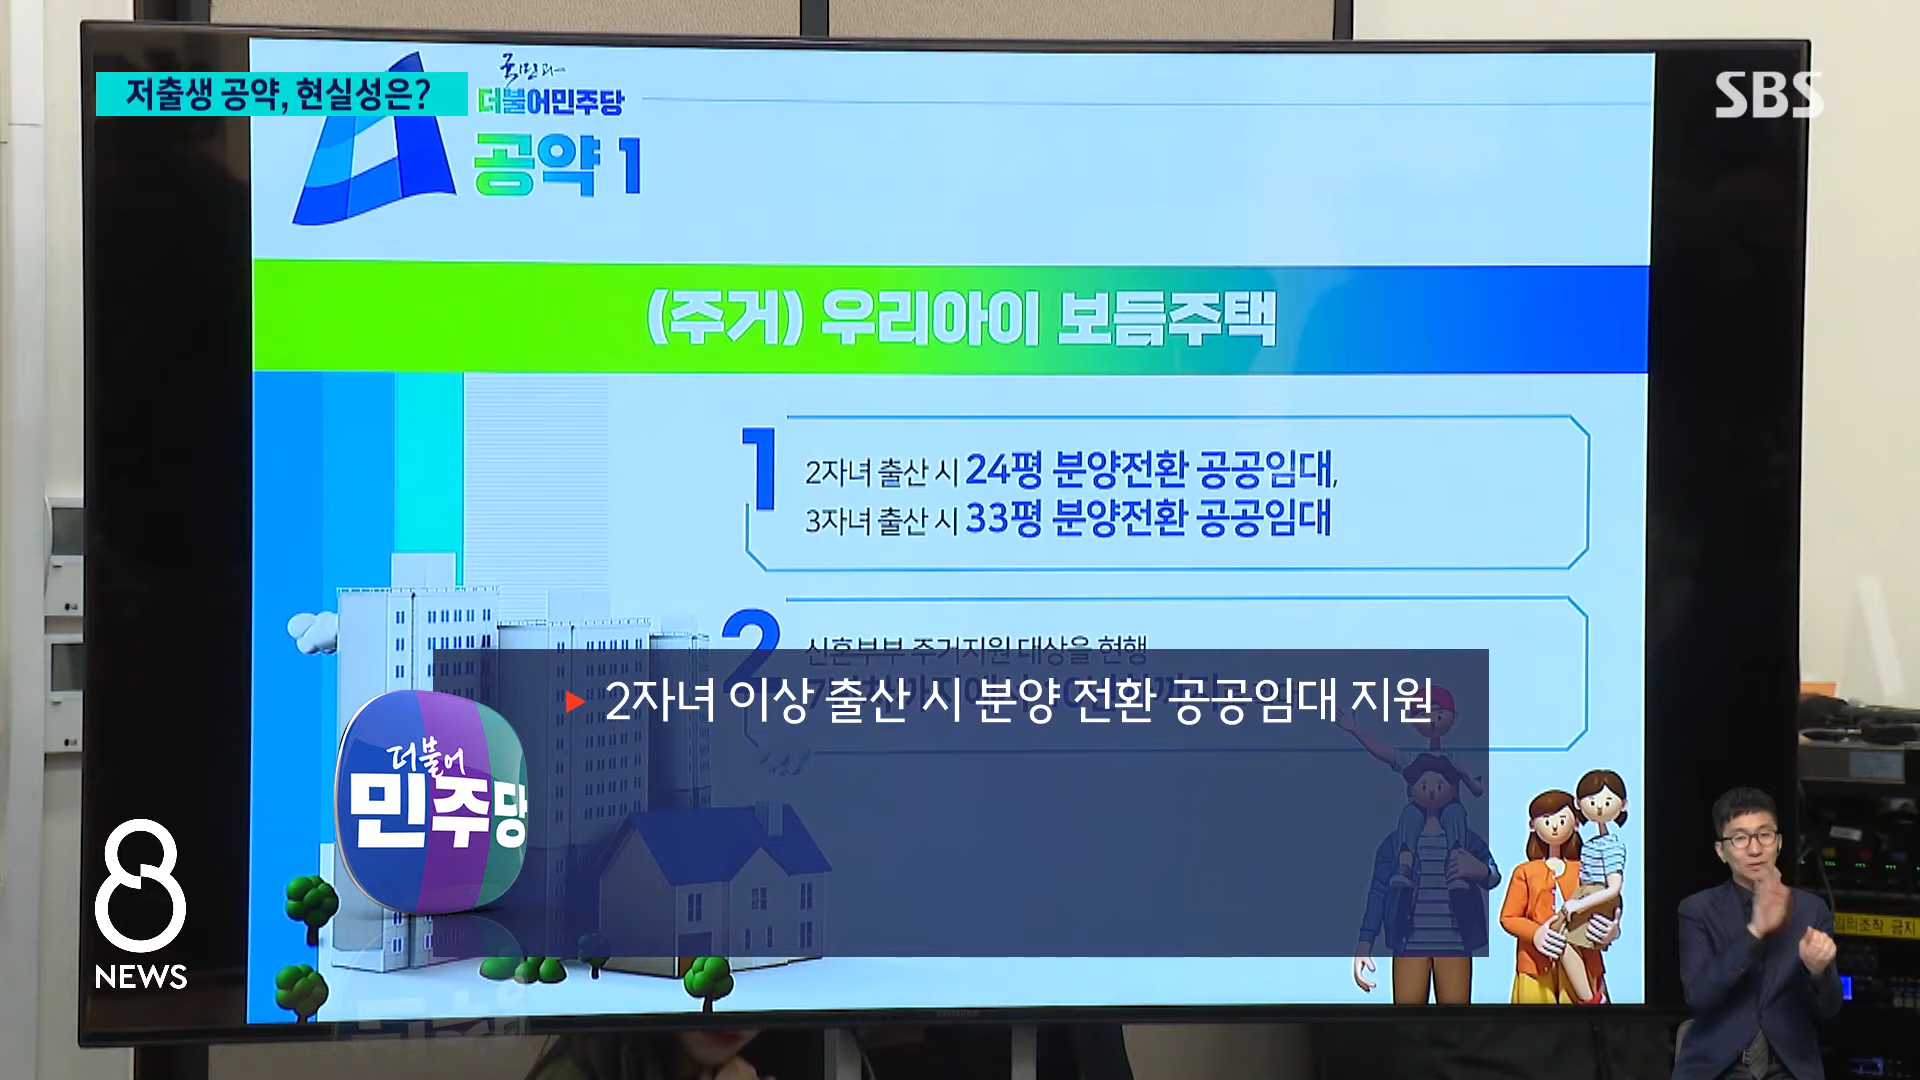 저출생 공약, 현실성은?
SBS
국민과
더불어민주당
공약 1
(주거) 우리아이 보듬주택
1
2자녀 출산 시 24평 분양전환 공공임대,
3자녀 출산 시 33평 분양전환 공공임대
2
신혼부부 주거지원 대상을 현행
▶ 2자녀 이상 출산 시 분양 전환 공공임대 지원
더불어
민주당
8
NEWS
금지